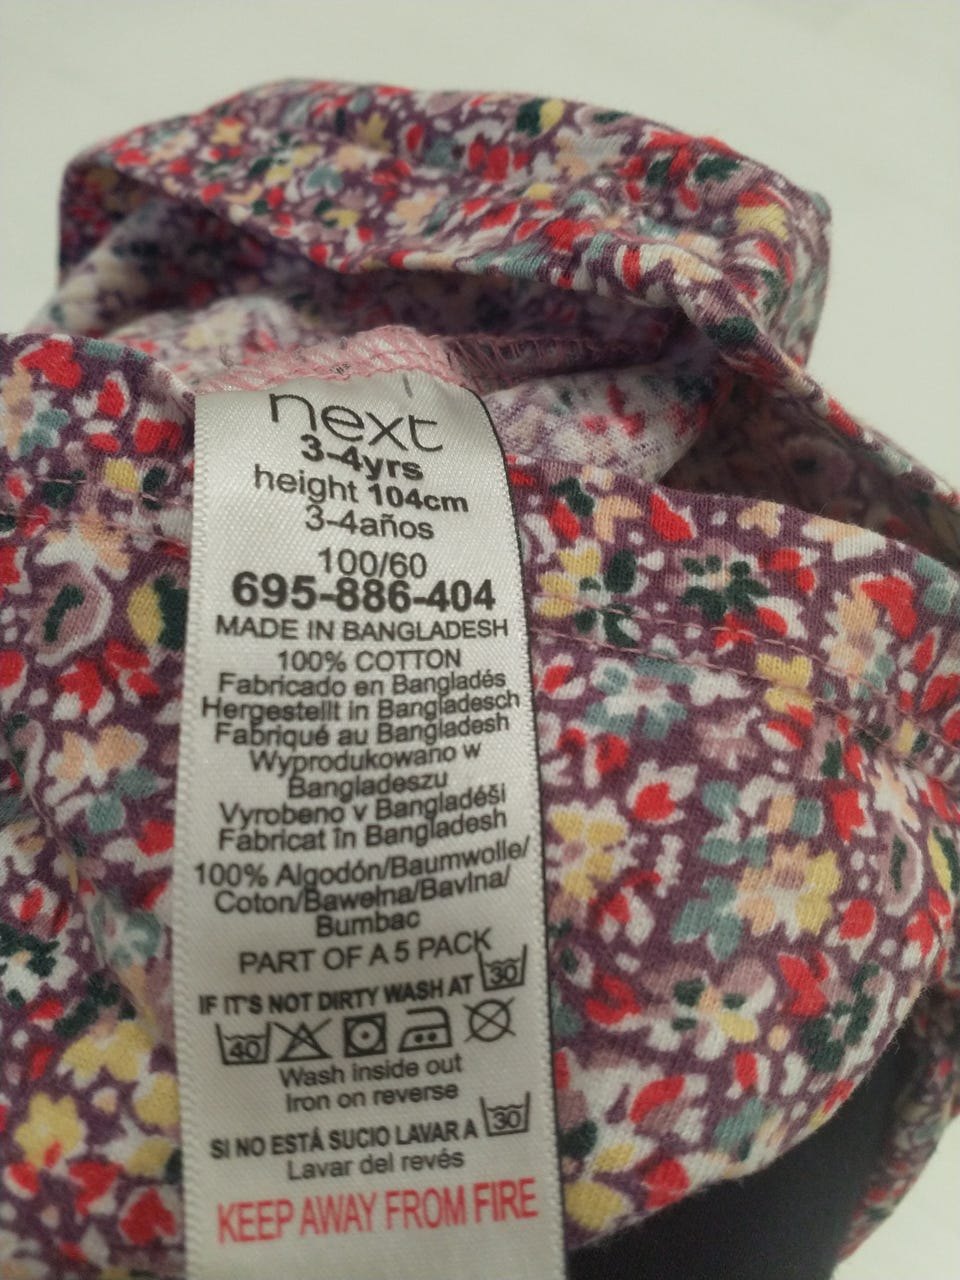 next
3-4yrs
height 104cm
3-4años
100/60
695-886-404
MADE IN BANGLADESH
100% COTTON
Fabricado en Bangladés
Hergestellt in Bangladesch
Fabriqué au Bangladesh
Wyprodukowano w
Bangladeszu
Vyrobeno v Bangladéši
Fabricat în Bangladesh
100% Algodón/Baumwolle/
Coton/Bawełna/Bavlna/
Bumbac
PART OF A 5 PACK
IF IT'S NOT DIRTY WASH AT 30
40
Wash inside out
Iron on reverse
SI NO ESTÁ SUCIO LAVAR A 30
Lavar del revés
KEEP AWAY FROM FIRE